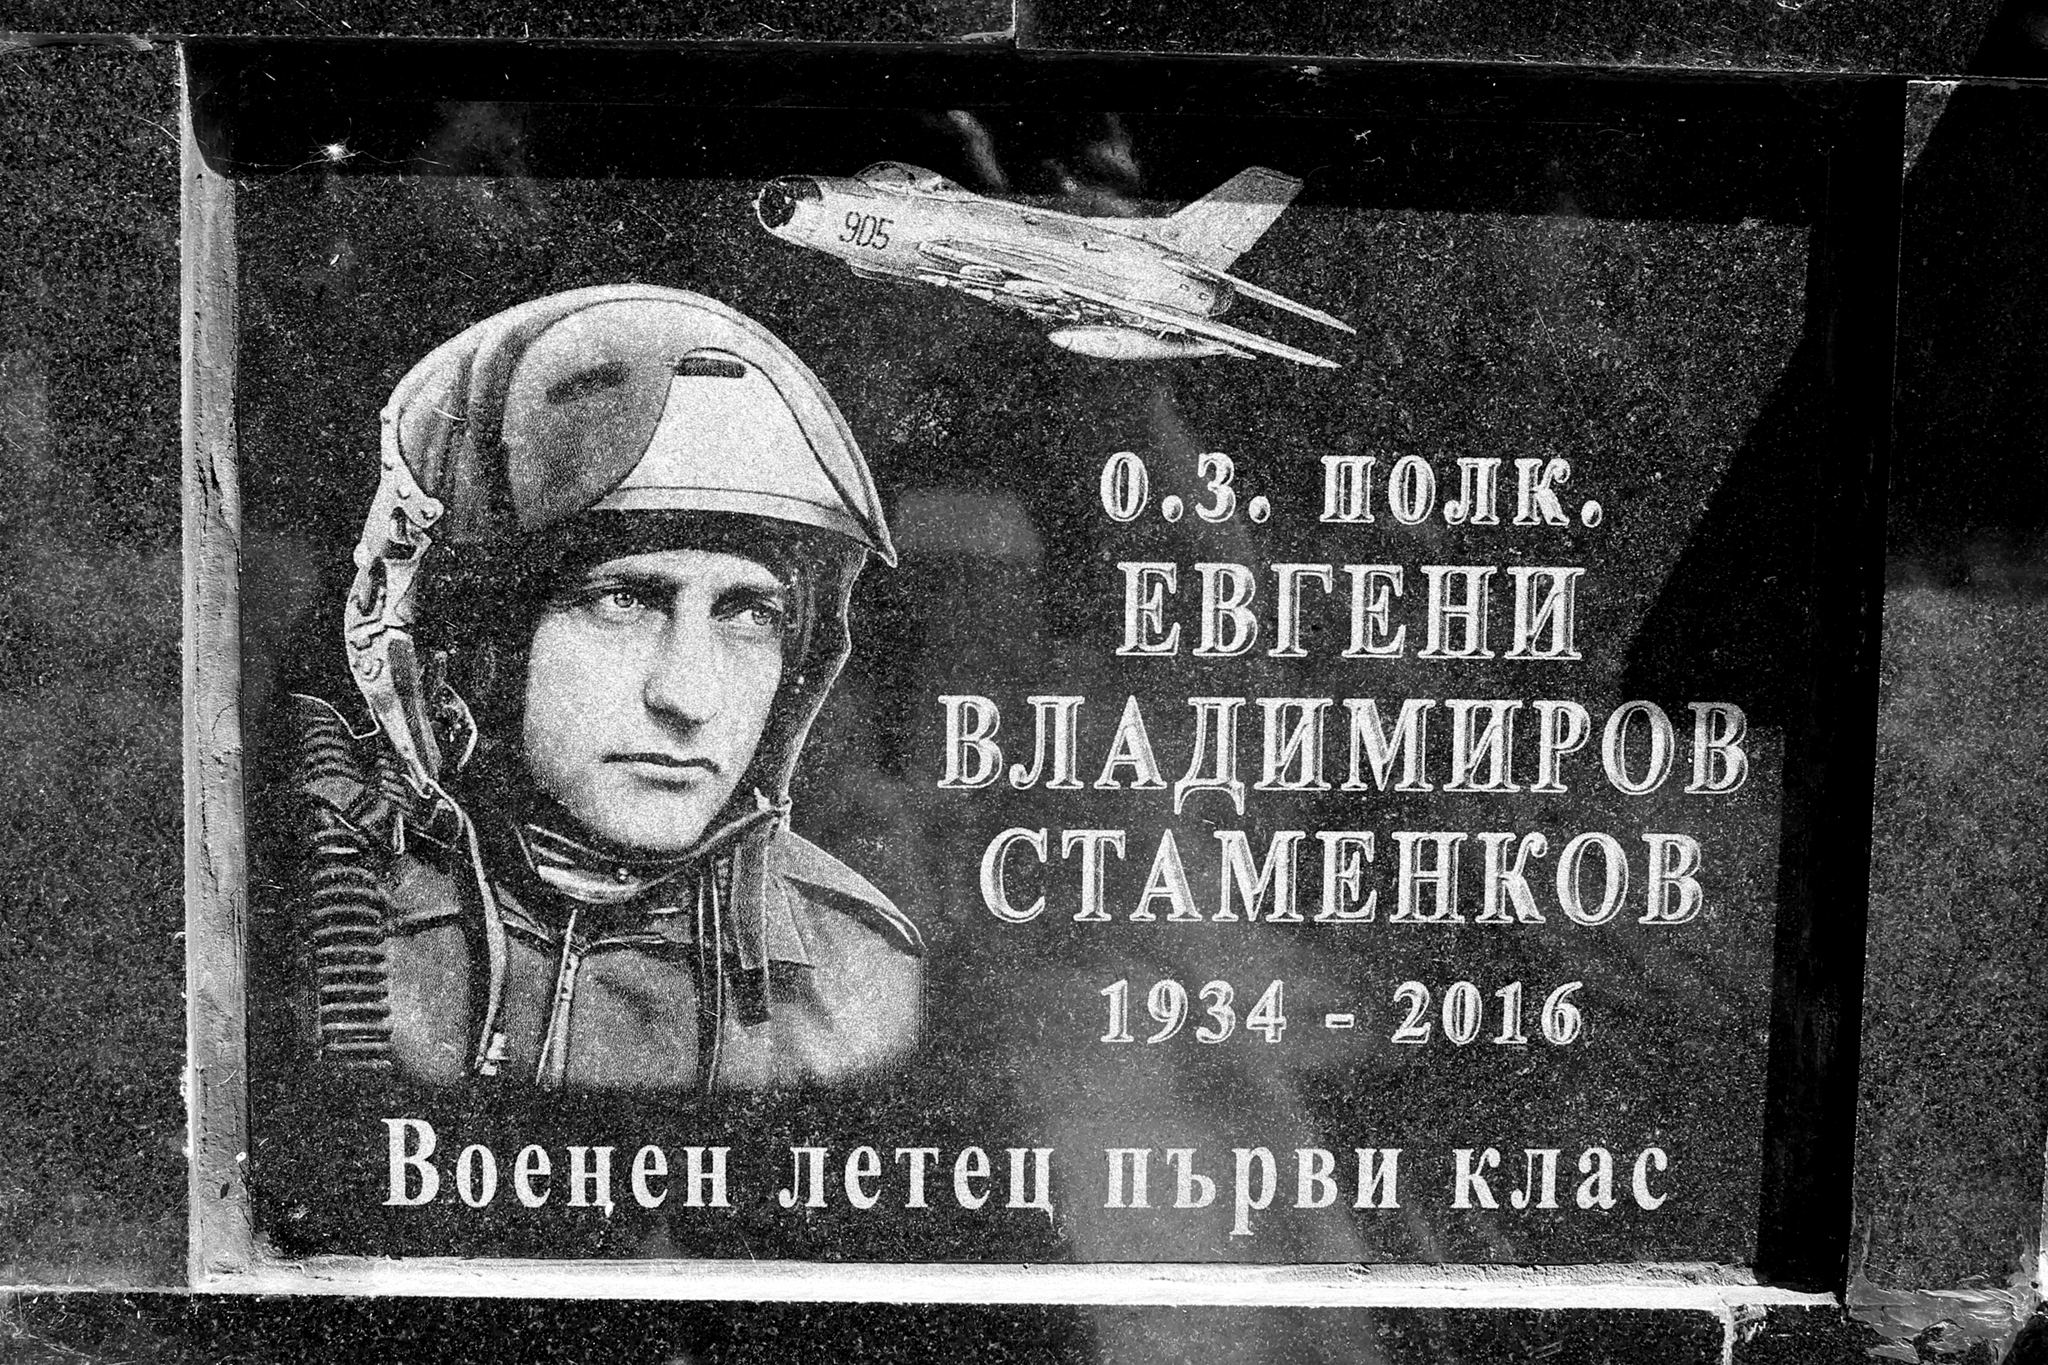 905
О.З. ПОЛК.
ЕВГЕНИ
ВЛАДИМИРОВ
СТАМЕНКОВ
1934 - 2016
Военен летец първи клас